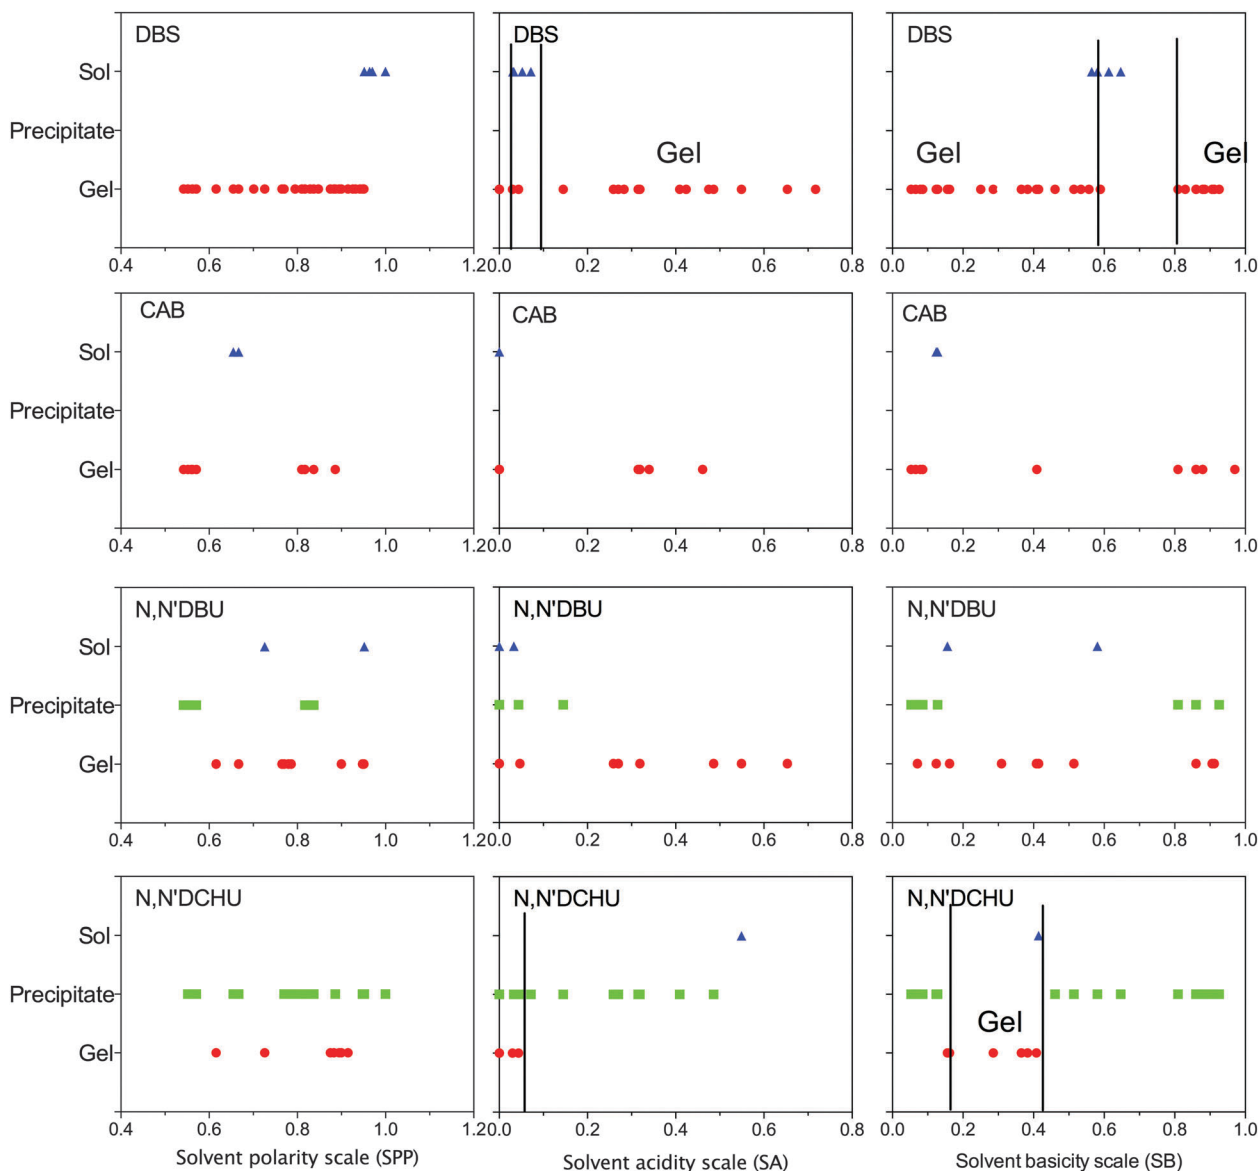 DBS DBS DBS
Sol
Precipitate
Gel Gel Gel
Gel
0.4 0.6 0.8 1.0 1.2 0.0 0.2 0.4 0.6 0.8 0.0 0.2 0.4 0.6 0.8 1.0
CAB CAB CAB
Sol
Precipitate
Gel
0.4 0.6 0.8 1.0 1.2 0.0 0.2 0.4 0.6 0.8 0.0 0.2 0.4 0.6 0.8 1.0
N,N'DBU N,N'DBU N,N'DBU
Sol
Precipitate
Gel
0.4 0.6 0.8 1.0 1.2 0.0 0.2 0.4 0.6 0.8 0.0 0.2 0.4 0.6 0.8 1.0
N,N'DCHU N,N'DCHU N,N'DCHU
Sol
Precipitate
Gel
Gel
0.4 0.6 0.8 1.0 1.2 0.0 0.2 0.4 0.6 0.8 0.0 0.2 0.4 0.6 0.8 1.0
Solvent polarity scale (SPP) Solvent acidity scale (SA) Solvent basicity scale (SB)